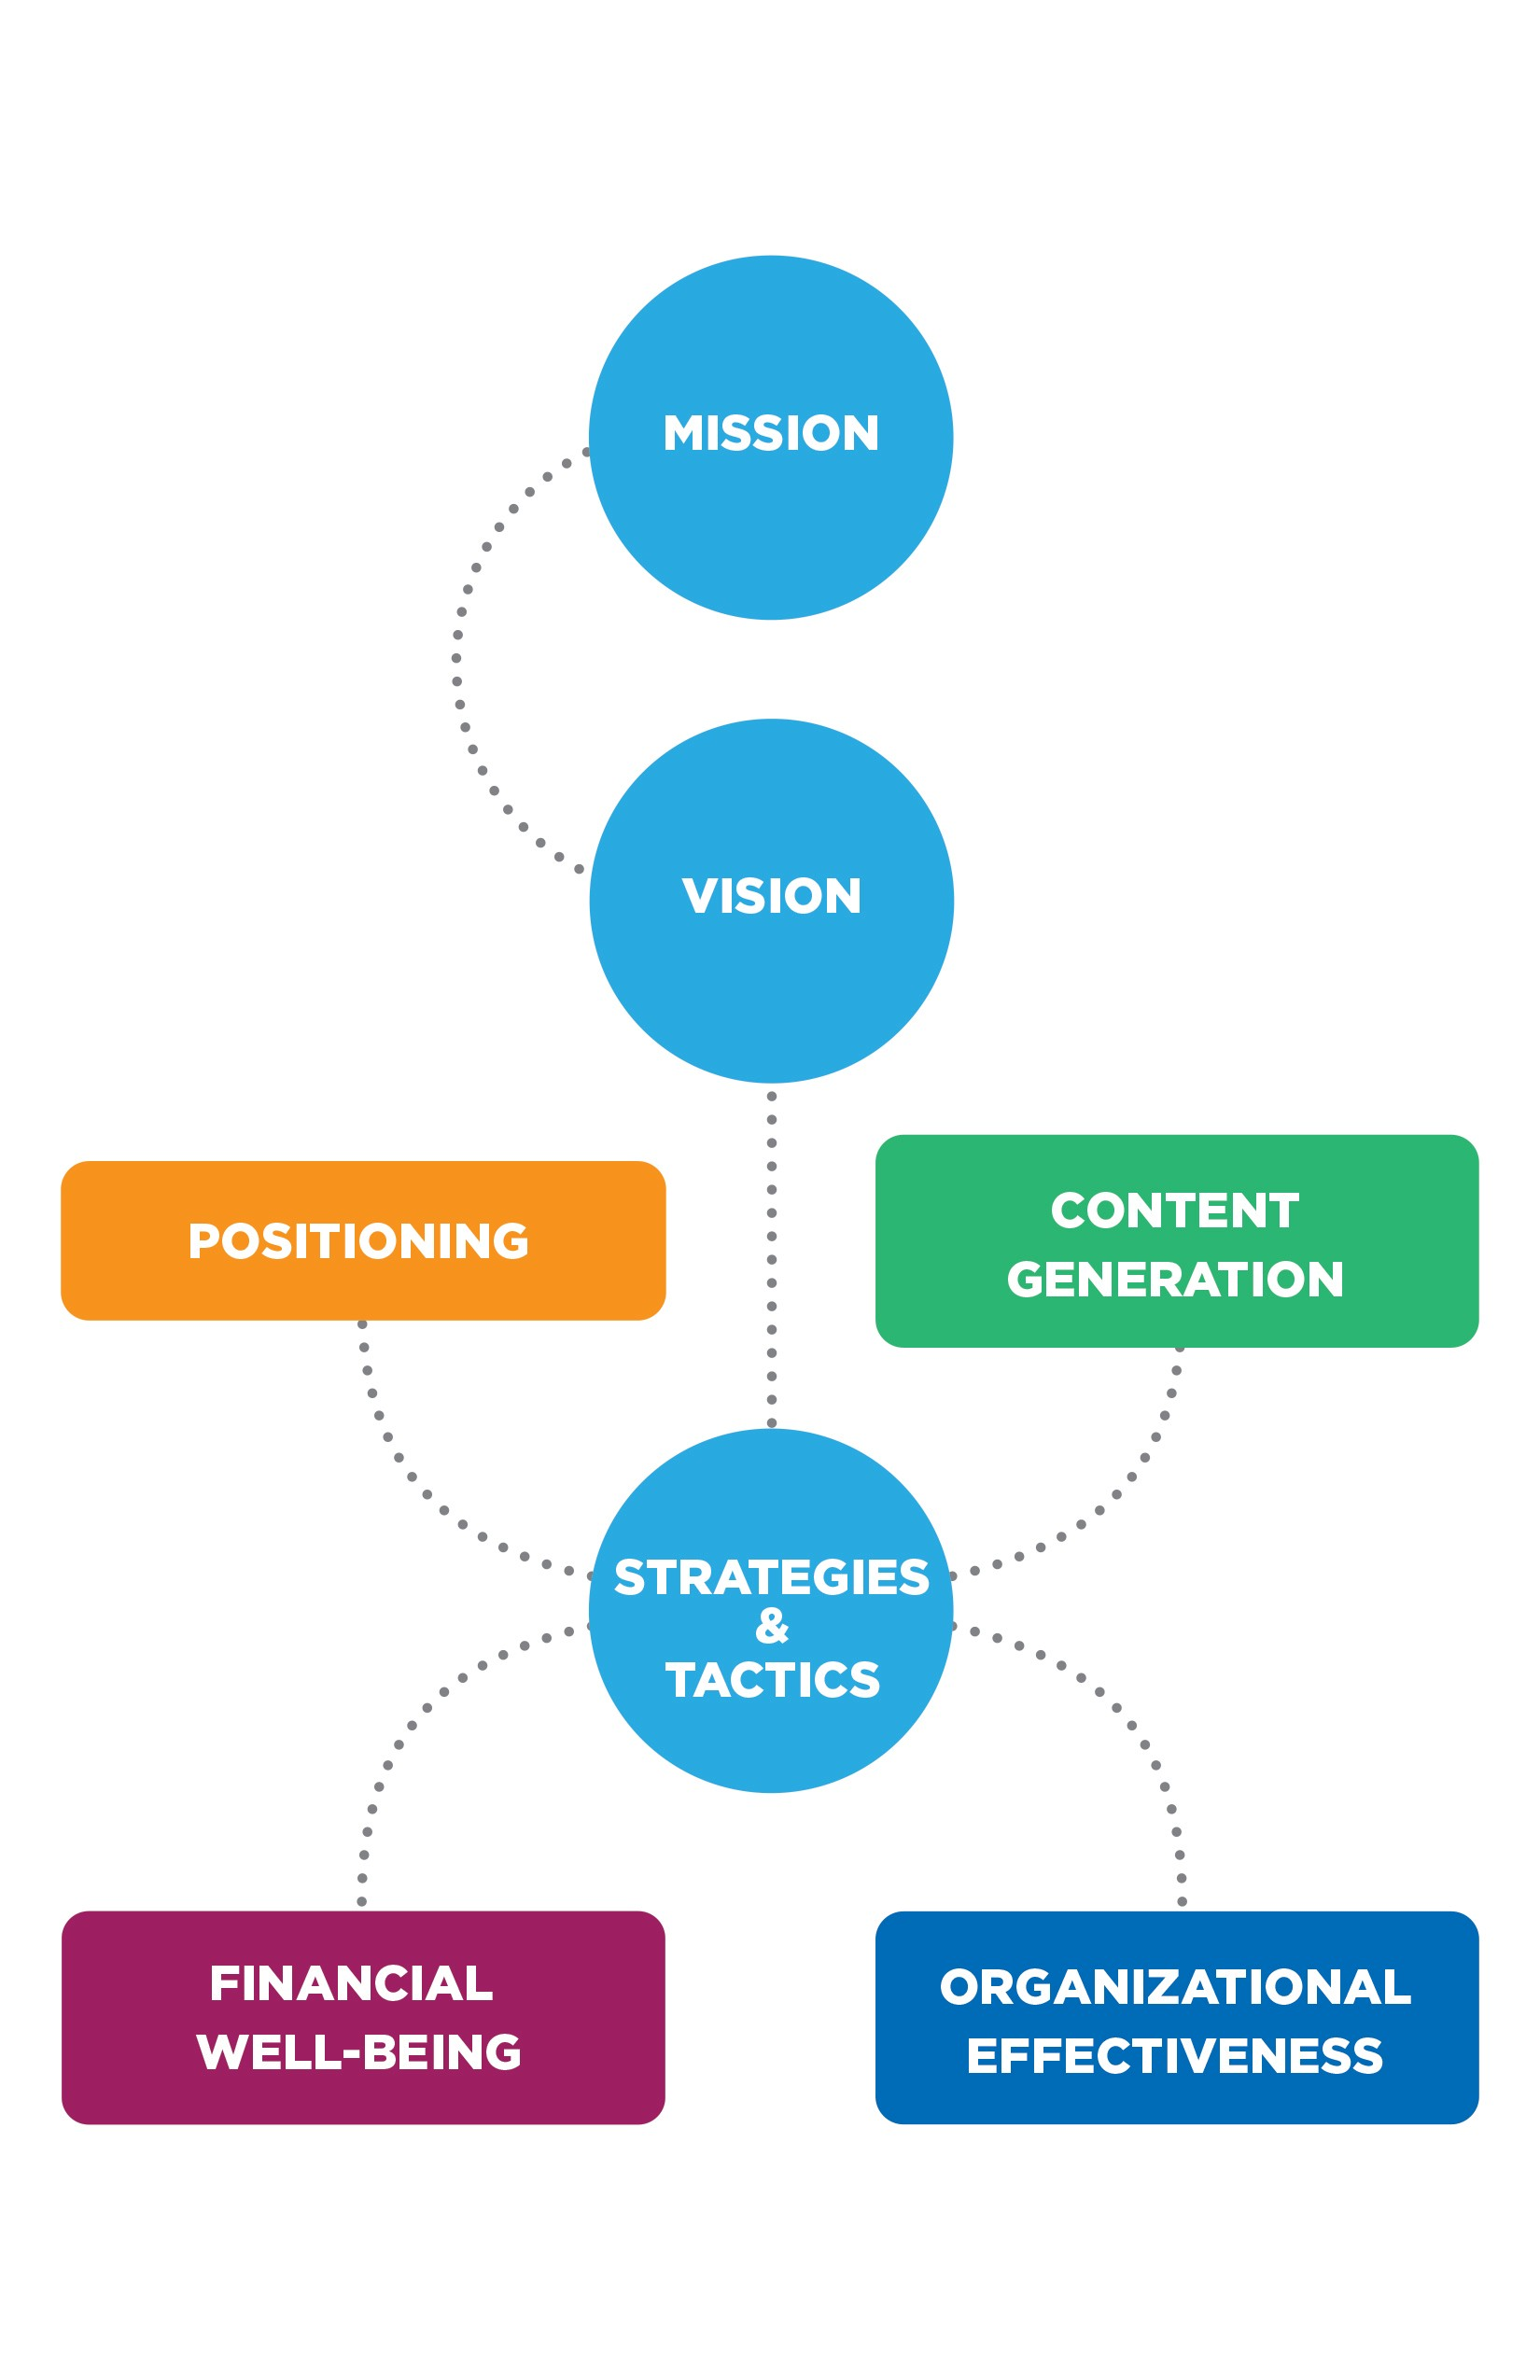 MISSION
VISION
POSITIONING
CONTENT
GENERATION
STRATEGIES
&
TACTICS
FINANCIAL
WELL-BEING
ORGANIZATIONAL
EFFECTIVENESS